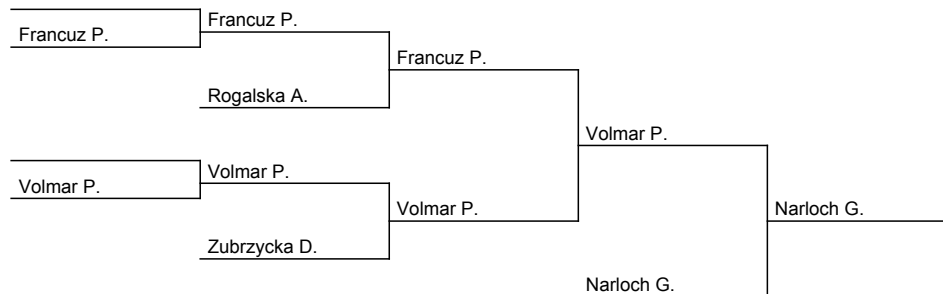 Francuz P.
Francuz P.
Francuz P.
Rogalska A.
Volmar P.
Volmar P.
Volmar P.
Volmar P.
Zubrzycka D.
Narloch G.
Narloch G.